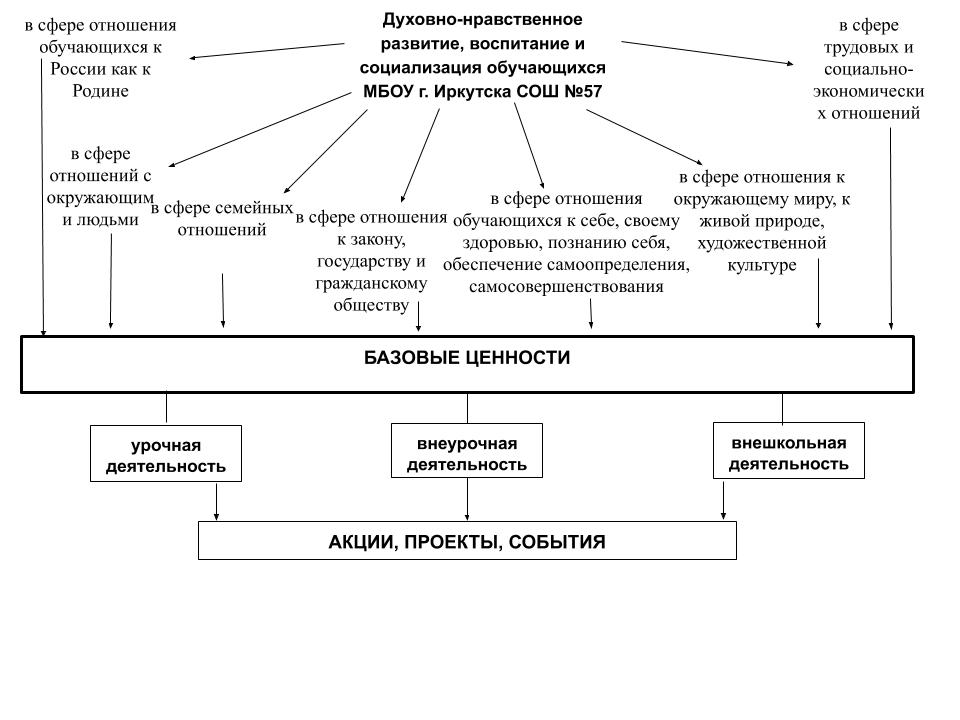 в сфере отношения
обучающихся к
России как к
Родине
Духовно-нравственное
развитие, воспитание и
социализация обучающихся
МБОУ г. Иркутска СОШ №57
в сфере
трудовых и
социально-
экономически
х отношений
в сфере
отношений с
окружающим
и людьми
в сфере семейных
отношений
в сфере отношения
к закону,
государству и
гражданскому
обществу
в сфере отношения
обучающихся к себе, своему
здоровью, познанию себя,
обеспечение самоопределения,
самосовершенствования
в сфере отношения к
окружающему миру, к
живой природе,
художественной
культуре
БАЗОВЫЕ ЦЕННОСТИ
урочная
деятельность
внеурочная
деятельность
внешкольная
деятельность
АКЦИИ, ПРОЕКТЫ, СОБЫТИЯ